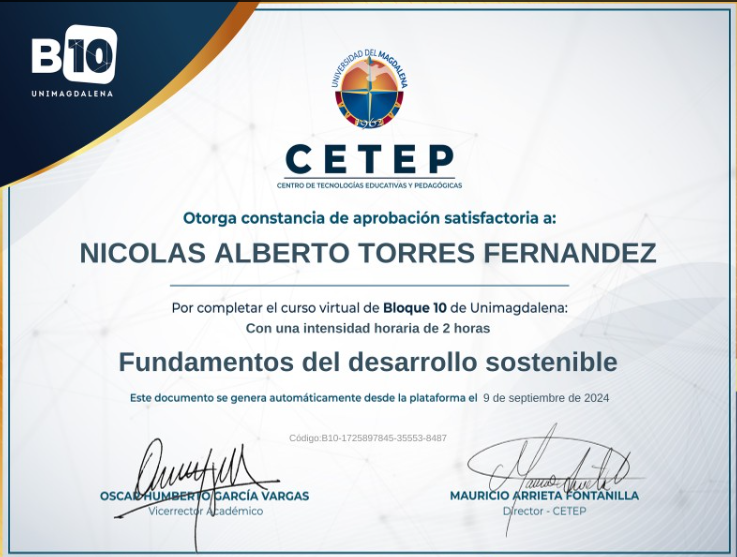 B10
UNIMAGDALENA
UNIVERSIDAD DEL MAGDALENA
1962
CETEP
CENTRO DE TECNOLOGÍAS EDUCATIVAS Y PEDAGÓGICAS
Otorga constancia de aprobación satisfactoria a:
NICOLAS ALBERTO TORRES FERNANDEZ
Por completar el curso virtual de Bloque 10 de Unimagdalena:
Con una intensidad horaria de 2 horas
Fundamentos del desarrollo sostenible
Este documento se genera automáticamente desde la plataforma el 9 de septiembre de 2024
Código:B10-1725897845-35553-8487
OSCAR HUMBERTO GARCÍA VARGAS
Vicerrector Académico
MAURICIO ARRIETA FONTANILLA
Director - CETEP